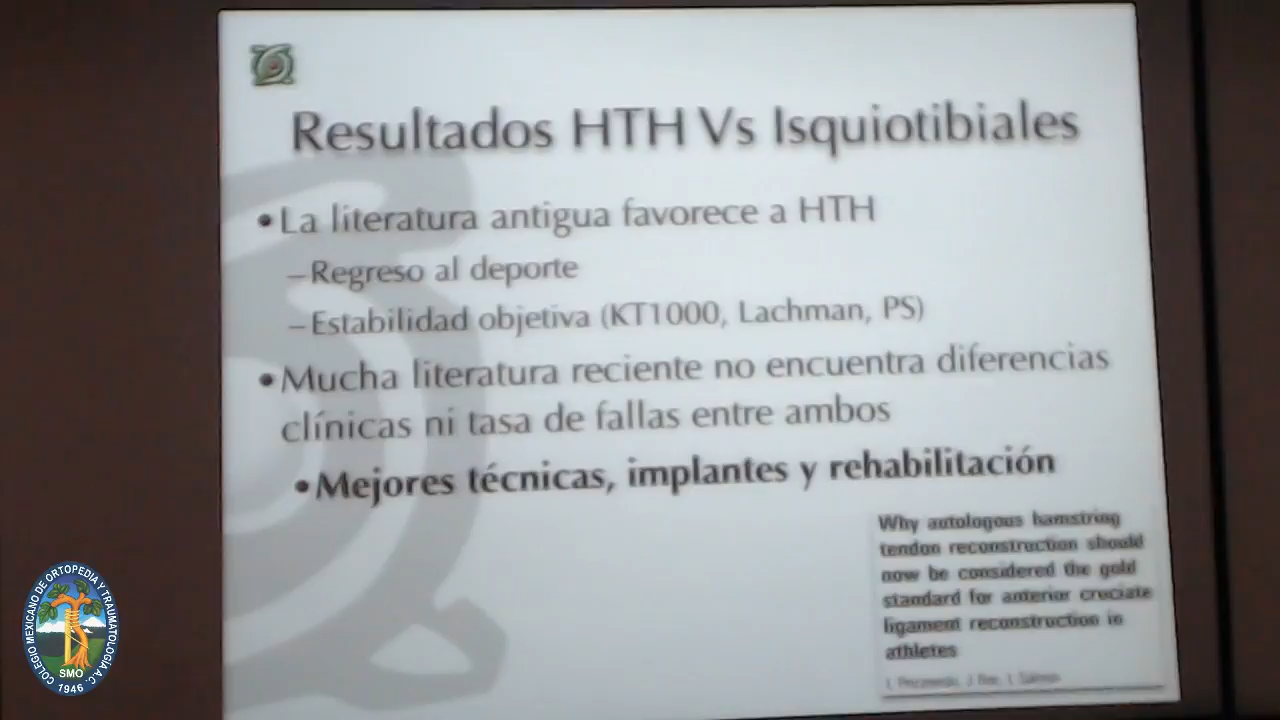 Resultados HTH Vs Isquiotibiales
•La literatura antigua favorece a HTH
–Regreso al deporte
–Estabilidad objetiva (KT1000, Lachman, PS)
•Mucha literatura reciente no encuentra diferencias
clínicas ni tasa de fallas entre ambos
•Mejores técnicas, implantes y rehabilitación
Why autologous hamstring
tendon reconstruction should
now be considered the gold
standard for anterior cruciate
ligament reconstruction in
athletes
COLEGIO MEXICANO DE ORTOPEDIA Y TRAUMATOLOGÍA A.C.
SMO
1946